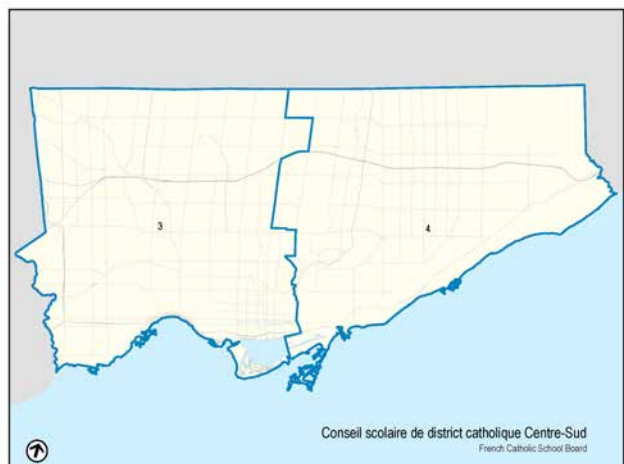 3
4
Conseil scolaire de district catholique Centre-Sud
French Catholic School Board